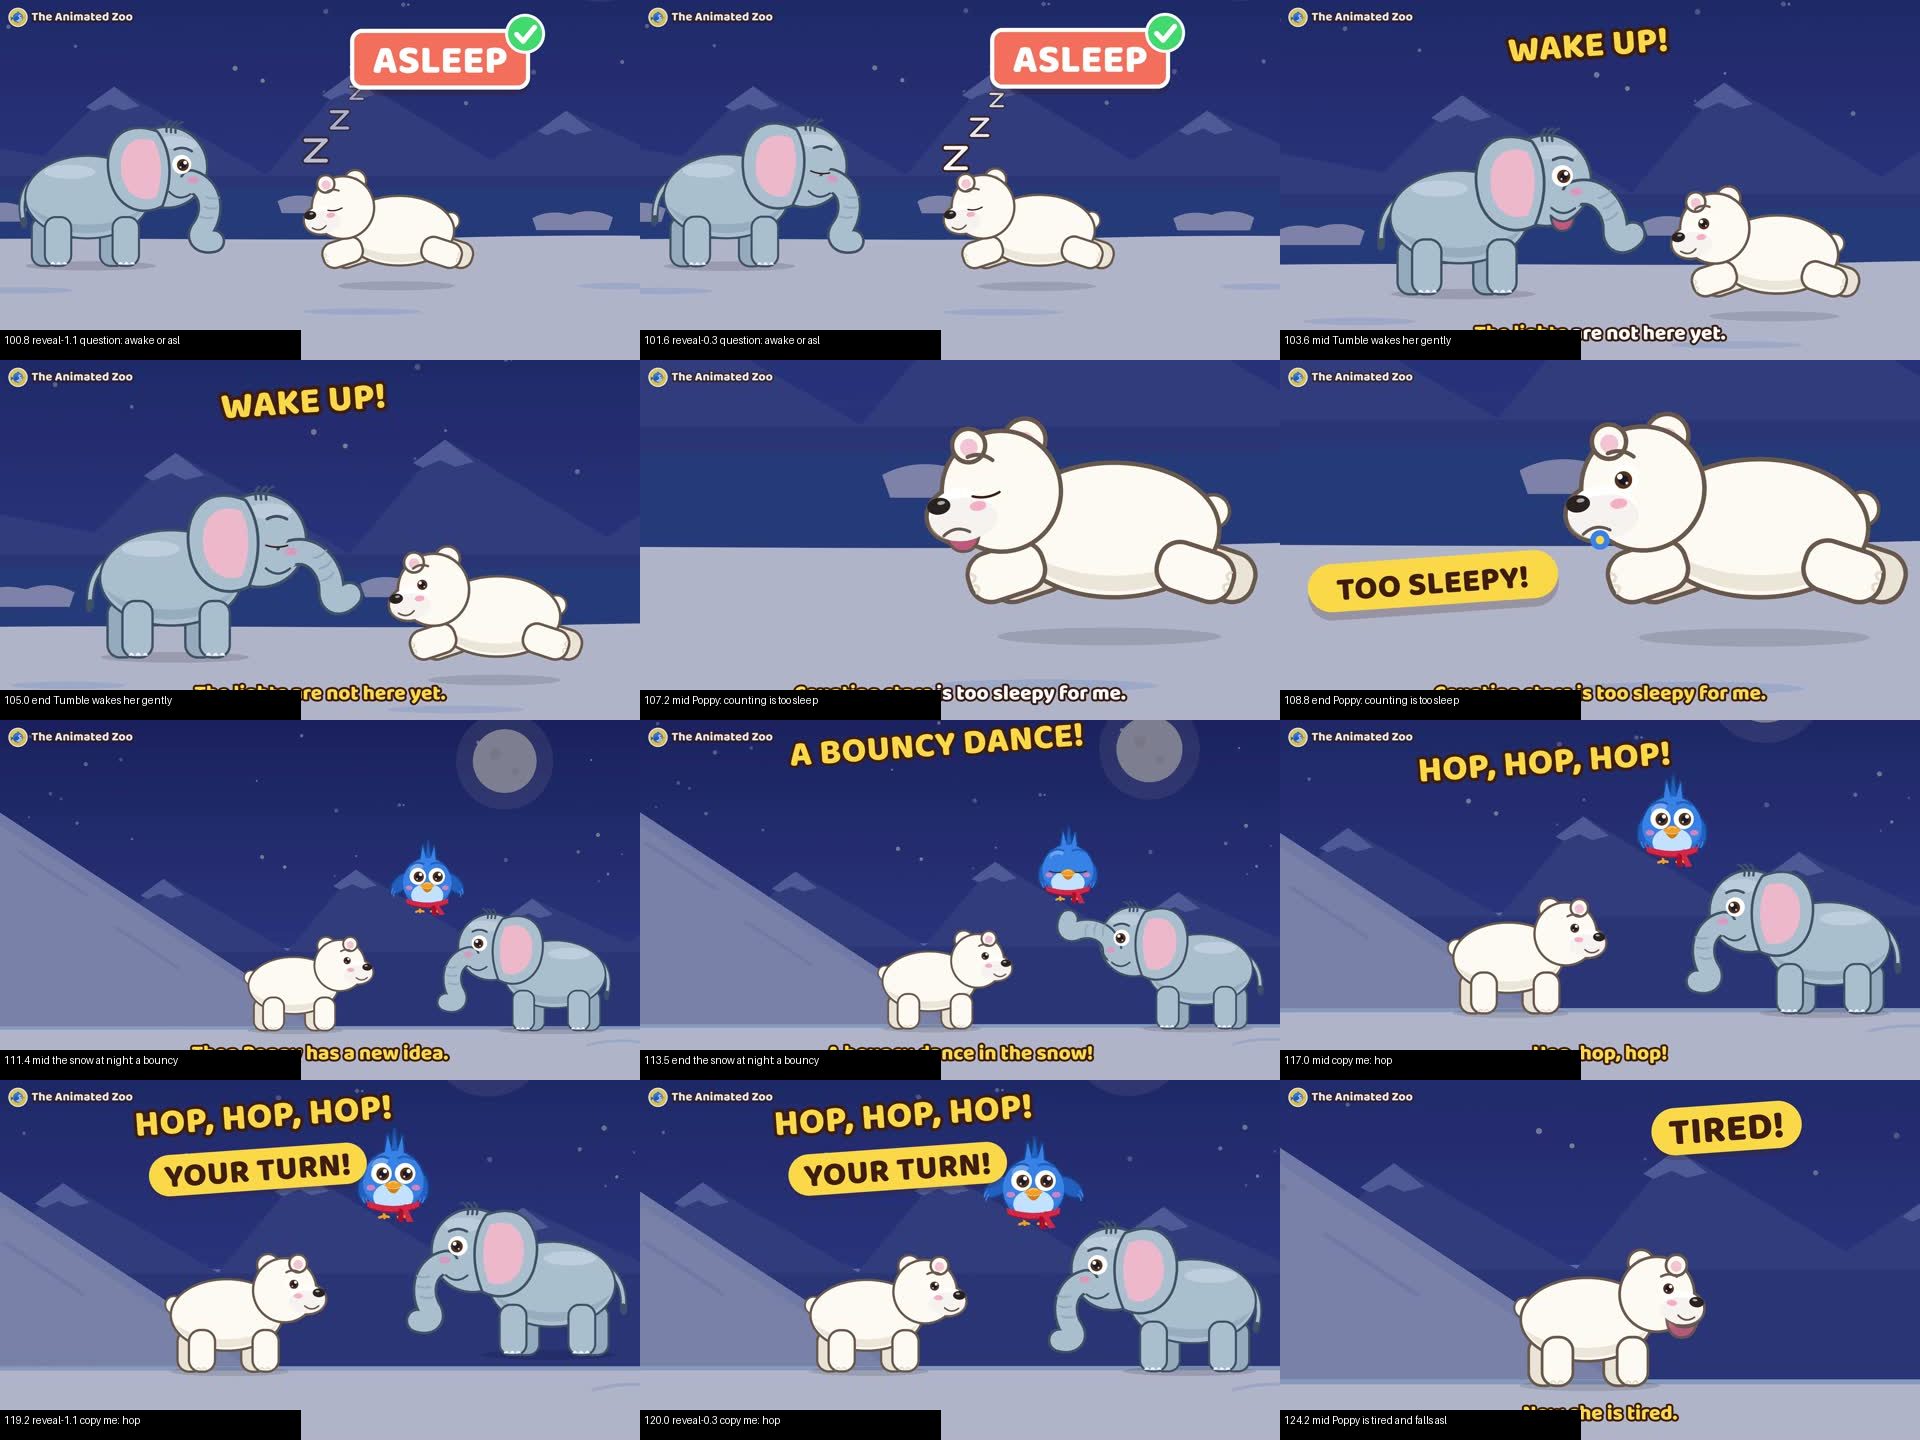 The Animated Zoo
ASLEEP
Z
Z
Z
100.8 reveal-1.1 question: awake or asl
The Animated Zoo
ASLEEP
Z
Z
Z
101.6 reveal-0.3 question: awake or asl
The Animated Zoo
WAKE UP!
are not here yet.
103.6 mid Tumble wakes her gently
The Animated Zoo
WAKE UP!
are not here yet.
105.0 end Tumble wakes her gently
The Animated Zoo
is too sleepy for me.
107.2 mid Poppy: counting is too sleep
The Animated Zoo
TOO SLEEPY!
is too sleepy for me.
108.8 end Poppy: counting is too sleep
The Animated Zoo
has a new idea.
111.4 mid the snow at night: a bouncy
The Animated Zoo
A BOUNCY DANCE!
dance in the snow!
113.5 end the snow at night: a bouncy
The Animated Zoo
HOP, HOP, HOP!
hop, hop!
117.0 mid copy me: hop
The Animated Zoo
HOP, HOP, HOP!
YOUR TURN!
119.2 reveal-1.1 copy me: hop
The Animated Zoo
HOP, HOP, HOP!
YOUR TURN!
120.0 reveal-0.3 copy me: hop
The Animated Zoo
TIRED!
she is tired.
124.2 mid Poppy is tired and falls asl